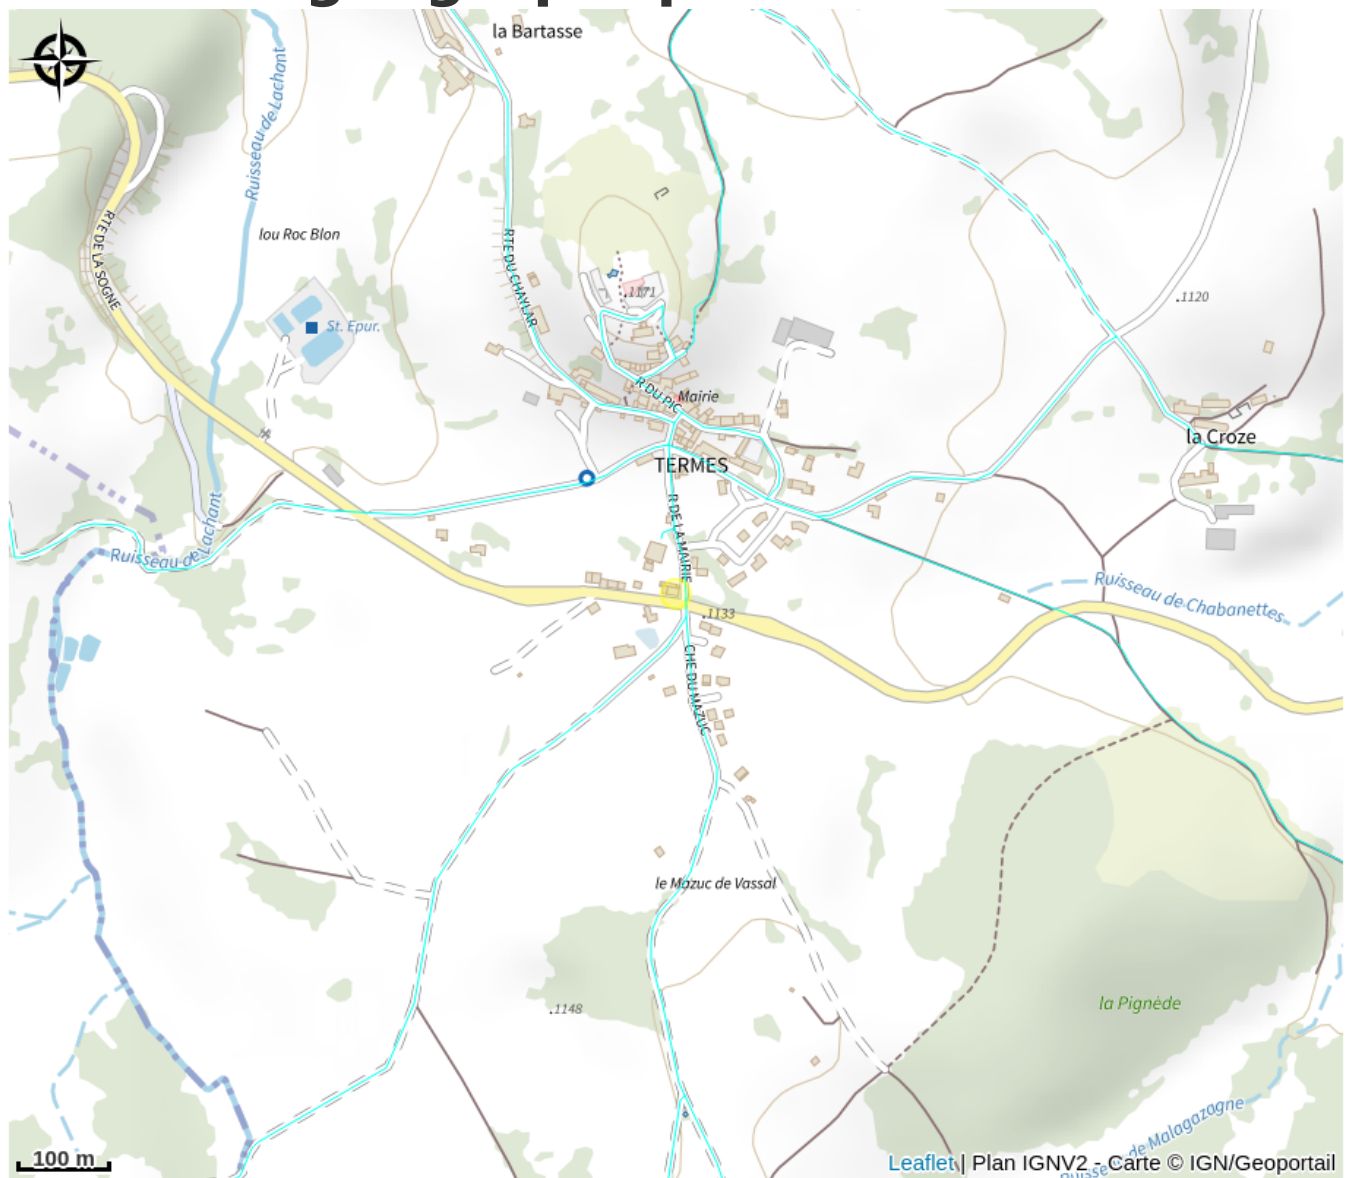 la Bartasse
Ruisseau de Lachant
RTE DE LA SOGNE
lou Roc Blon
RTE DU CHAYLAR
.1171
.1120
St. Epur.
R DU PIC
Mairie
la Croze
TERMES
R DE LA MAIRIE
Ruisseau de Lachant
Ruisseau de Chabanettes
.1133
CHE DU MAZUC
le Mazuc de Vassal
la Pignède
.1148
Ruisseau de Malagazagne
100 m
Leaflet | Plan IGNV2 - Carte © IGN/Geoportail